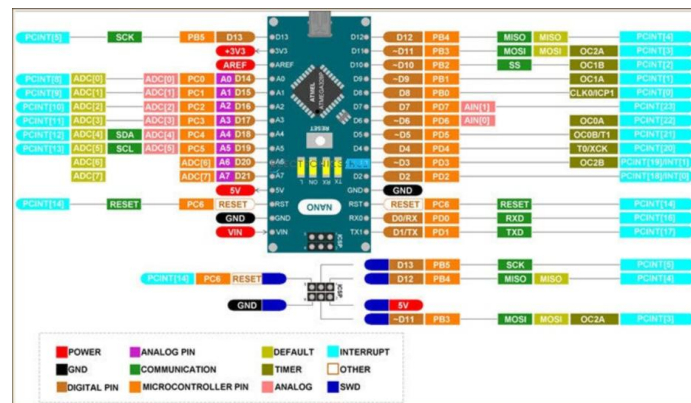 PCINT[5] SCK PB5 D13 D13 D12 D12 PB4 MISO MISO PCINT[4]
+3V3 3V3 D11 ~D11 PB3 MOSI MOSI OC2A PCINT[3]
AREF AREF D10 ~D10 PB2 SS OC1B PCINT[2]
PCINT[8] ADC[0] ADC[0] PC0 A0 D14 A0 D9 ~D9 PB1 OC1A PCINT[1]
PCINT[9] ADC[1] ADC[1] PC1 A1 D15 A1 D8 D8 PB0 CLK0/ICP1 PCINT[0]
PCINT[10] ADC[2] ADC[2] PC2 A2 D16 A2 D7 D7 PD7 AIN[1] PCINT[23]
PCINT[11] ADC[3] ADC[3] PC3 A3 D17 A3 D6 ~D6 PD6 AIN[0] OC0A PCINT[22]
PCINT[12] ADC[4] SDA ADC[4] PC4 A4 D18 A4 D5 ~D5 PD5 OC0B/T1 PCINT[21]
PCINT[13] ADC[5] SCL ADC[5] PC5 A5 D19 A5 D4 D4 PD4 T0/XCK PCINT[20]
ADC[6] ADC[6] A6 D20 A6 D3 ~D3 PD3 OC2B PCINT[19]/INT[1]
ADC[7] ADC[7] A7 D21 A7 D2 D2 PD2 PCINT[18]/INT[0]
5V 5V GND GND
PCINT[14] RESET PC6 RESET RST RST RESET PC6 RESET PCINT[14]
GND GND D0/RX PD0 RXD PCINT[16]
VIN VIN TX1 D1/TX PD1 TXD PCINT[17]
ATMEL
ATMEGA328P
RESET
L ON RX TX
NANO
ICSP
D13 PB5 SCK PCINT[5]
PCINT[14] PC6 RESET ICSP D12 PB4 MISO MISO PCINT[4]
GND 5V
~D11 PB3 MOSI MOSI OC2A PCINT[3]
POWER ANALOG PIN DEFAULT INTERRUPT
GND COMMUNICATION TIMER OTHER
DIGITAL PIN MICROCONTROLLER PIN ANALOG SWD